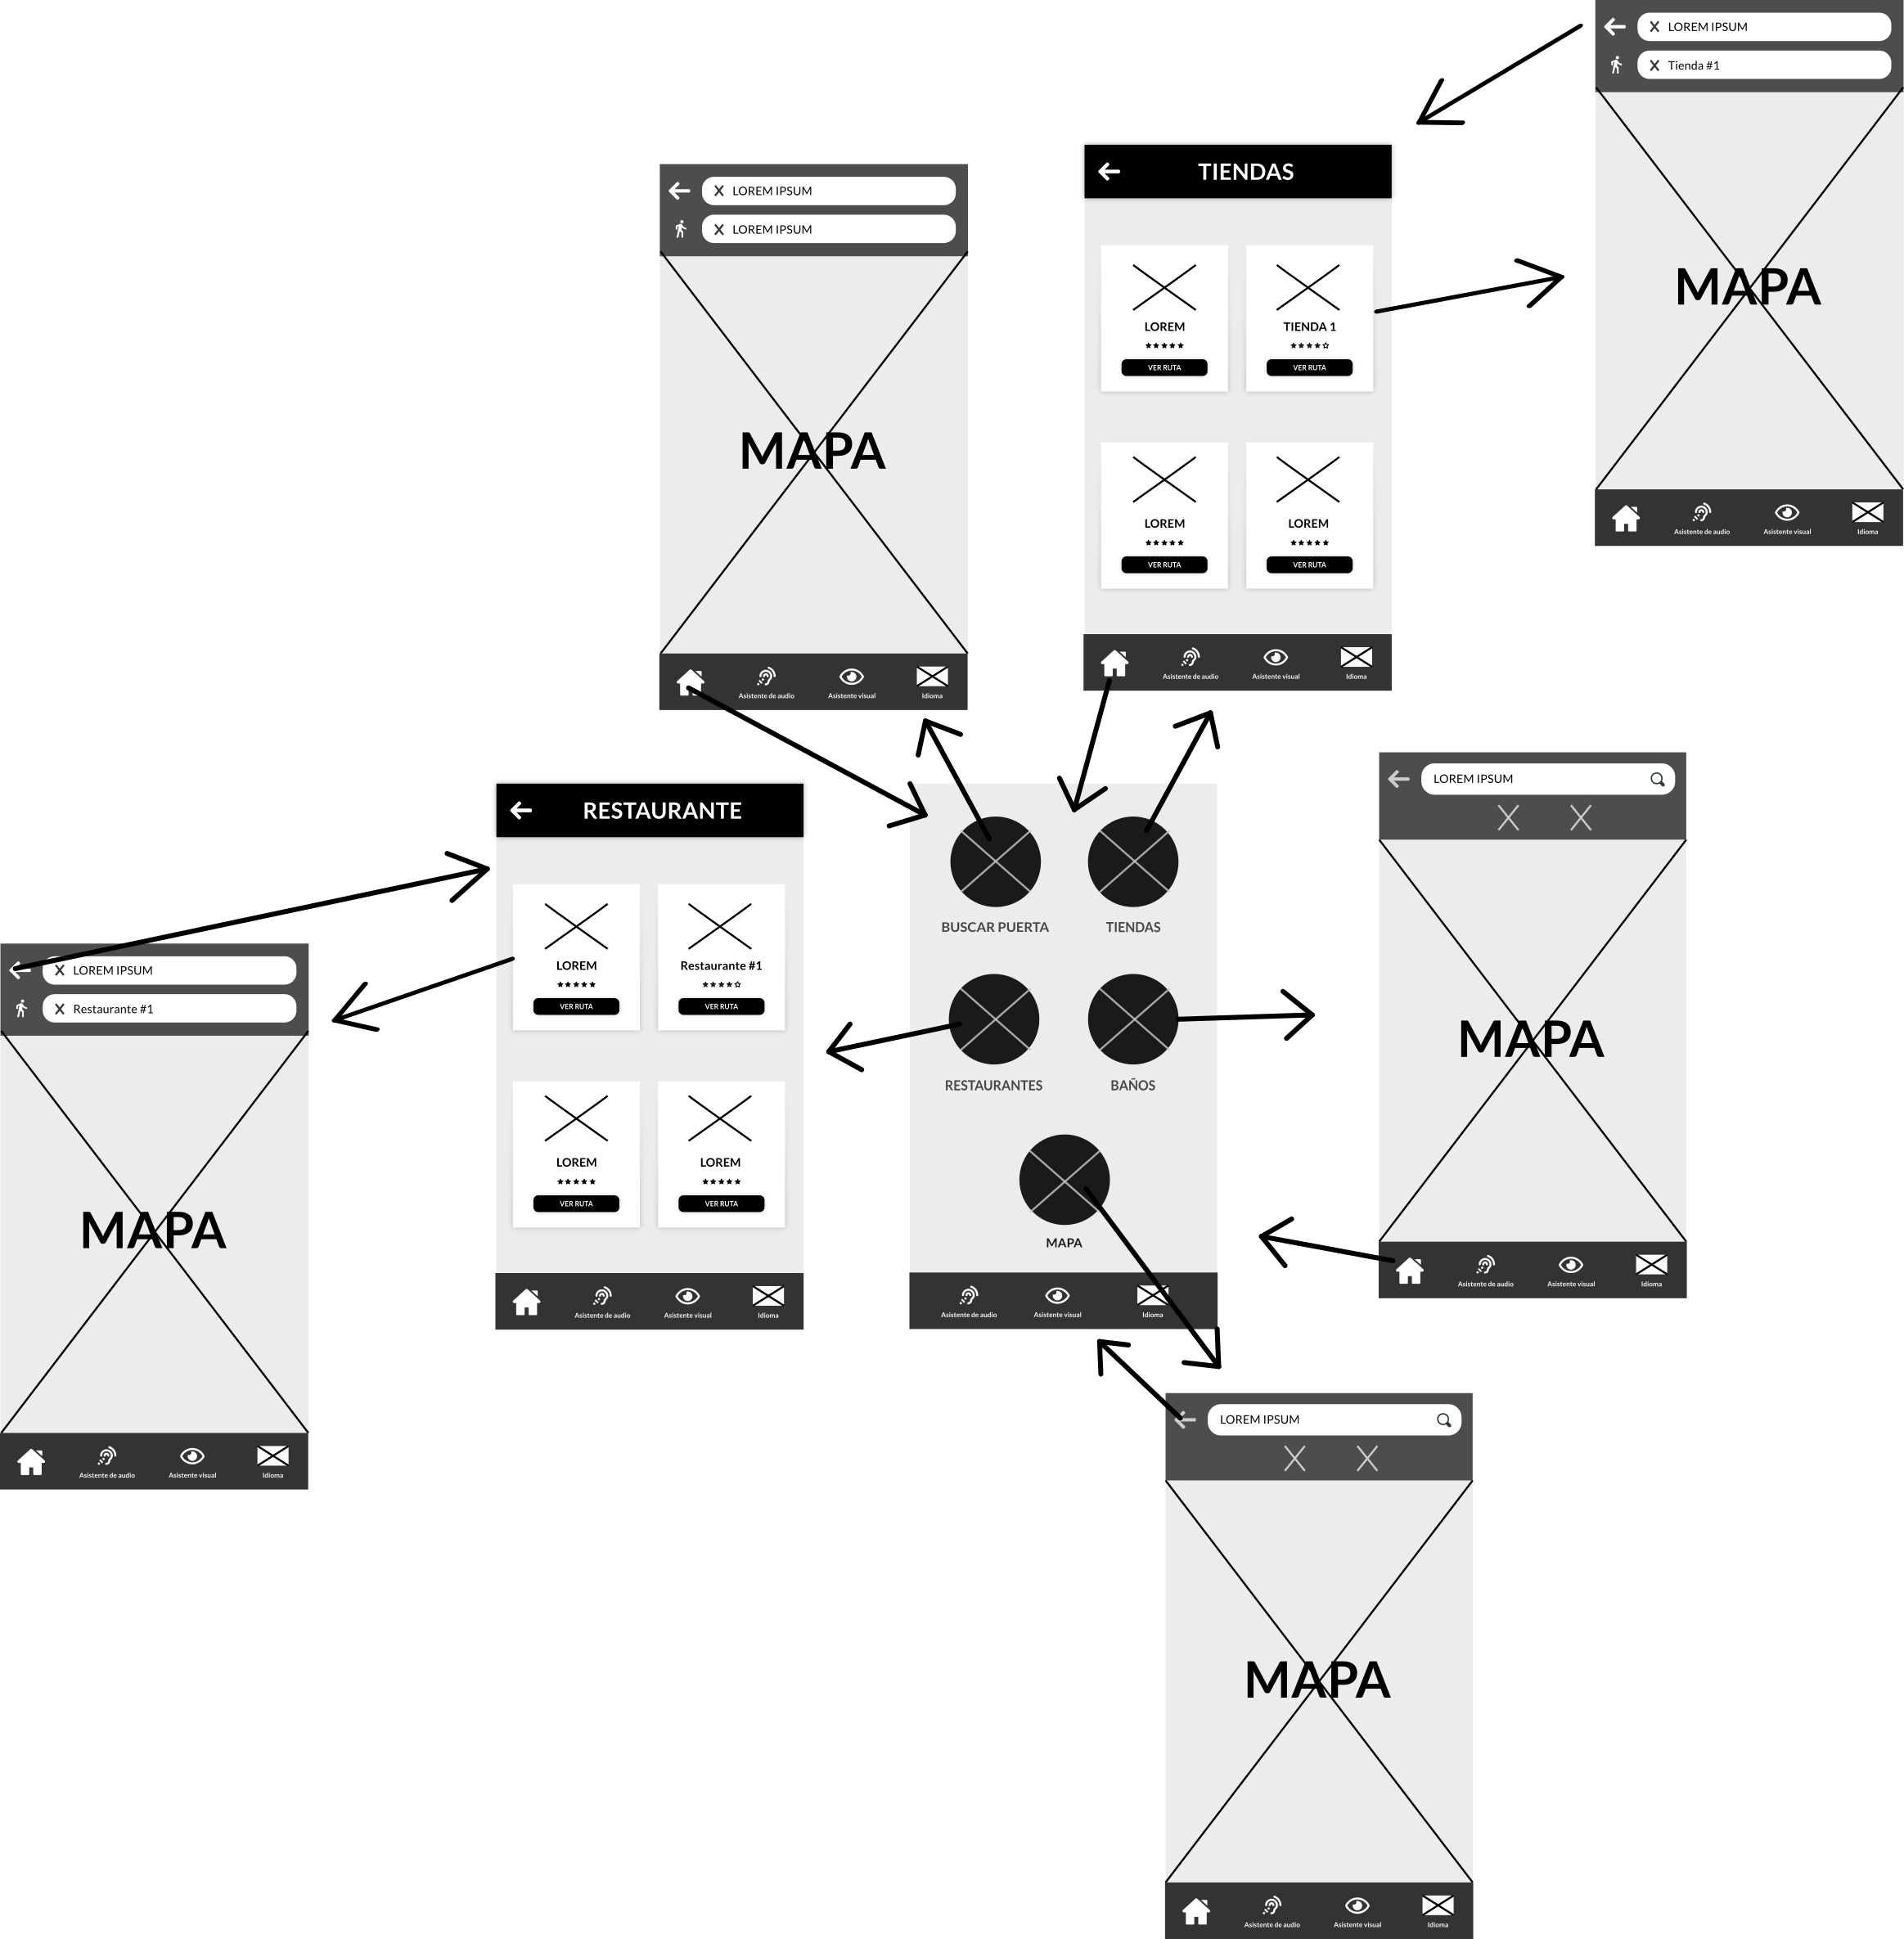 LOREM IPSUM
Tienda #1
MAPA
Asistente de audio
Asistente visual
Idioma
TIENDAS
LOREM
VER RUTA
TIENDA 1
VER RUTA
LOREM
VER RUTA
LOREM
VER RUTA
Asistente de audio
Asistente visual
Idioma
LOREM IPSUM
LOREM IPSUM
MAPA
Asistente de audio
Asistente visual
Idioma
LOREM IPSUM
MAPA
Asistente de audio
Asistente visual
Idioma
BUSCAR PUERTA
TIENDAS
RESTAURANTES
BAÑOS
MAPA
Asistente de audio
Asistente visual
Idioma
RESTAURANTE
LOREM
VER RUTA
Restaurante #1
VER RUTA
LOREM
VER RUTA
LOREM
VER RUTA
Asistente de audio
Asistente visual
Idioma
LOREM IPSUM
Restaurante #1
MAPA
Asistente de audio
Asistente visual
Idioma
LOREM IPSUM
MAPA
Asistente de audio
Asistente visual
Idioma